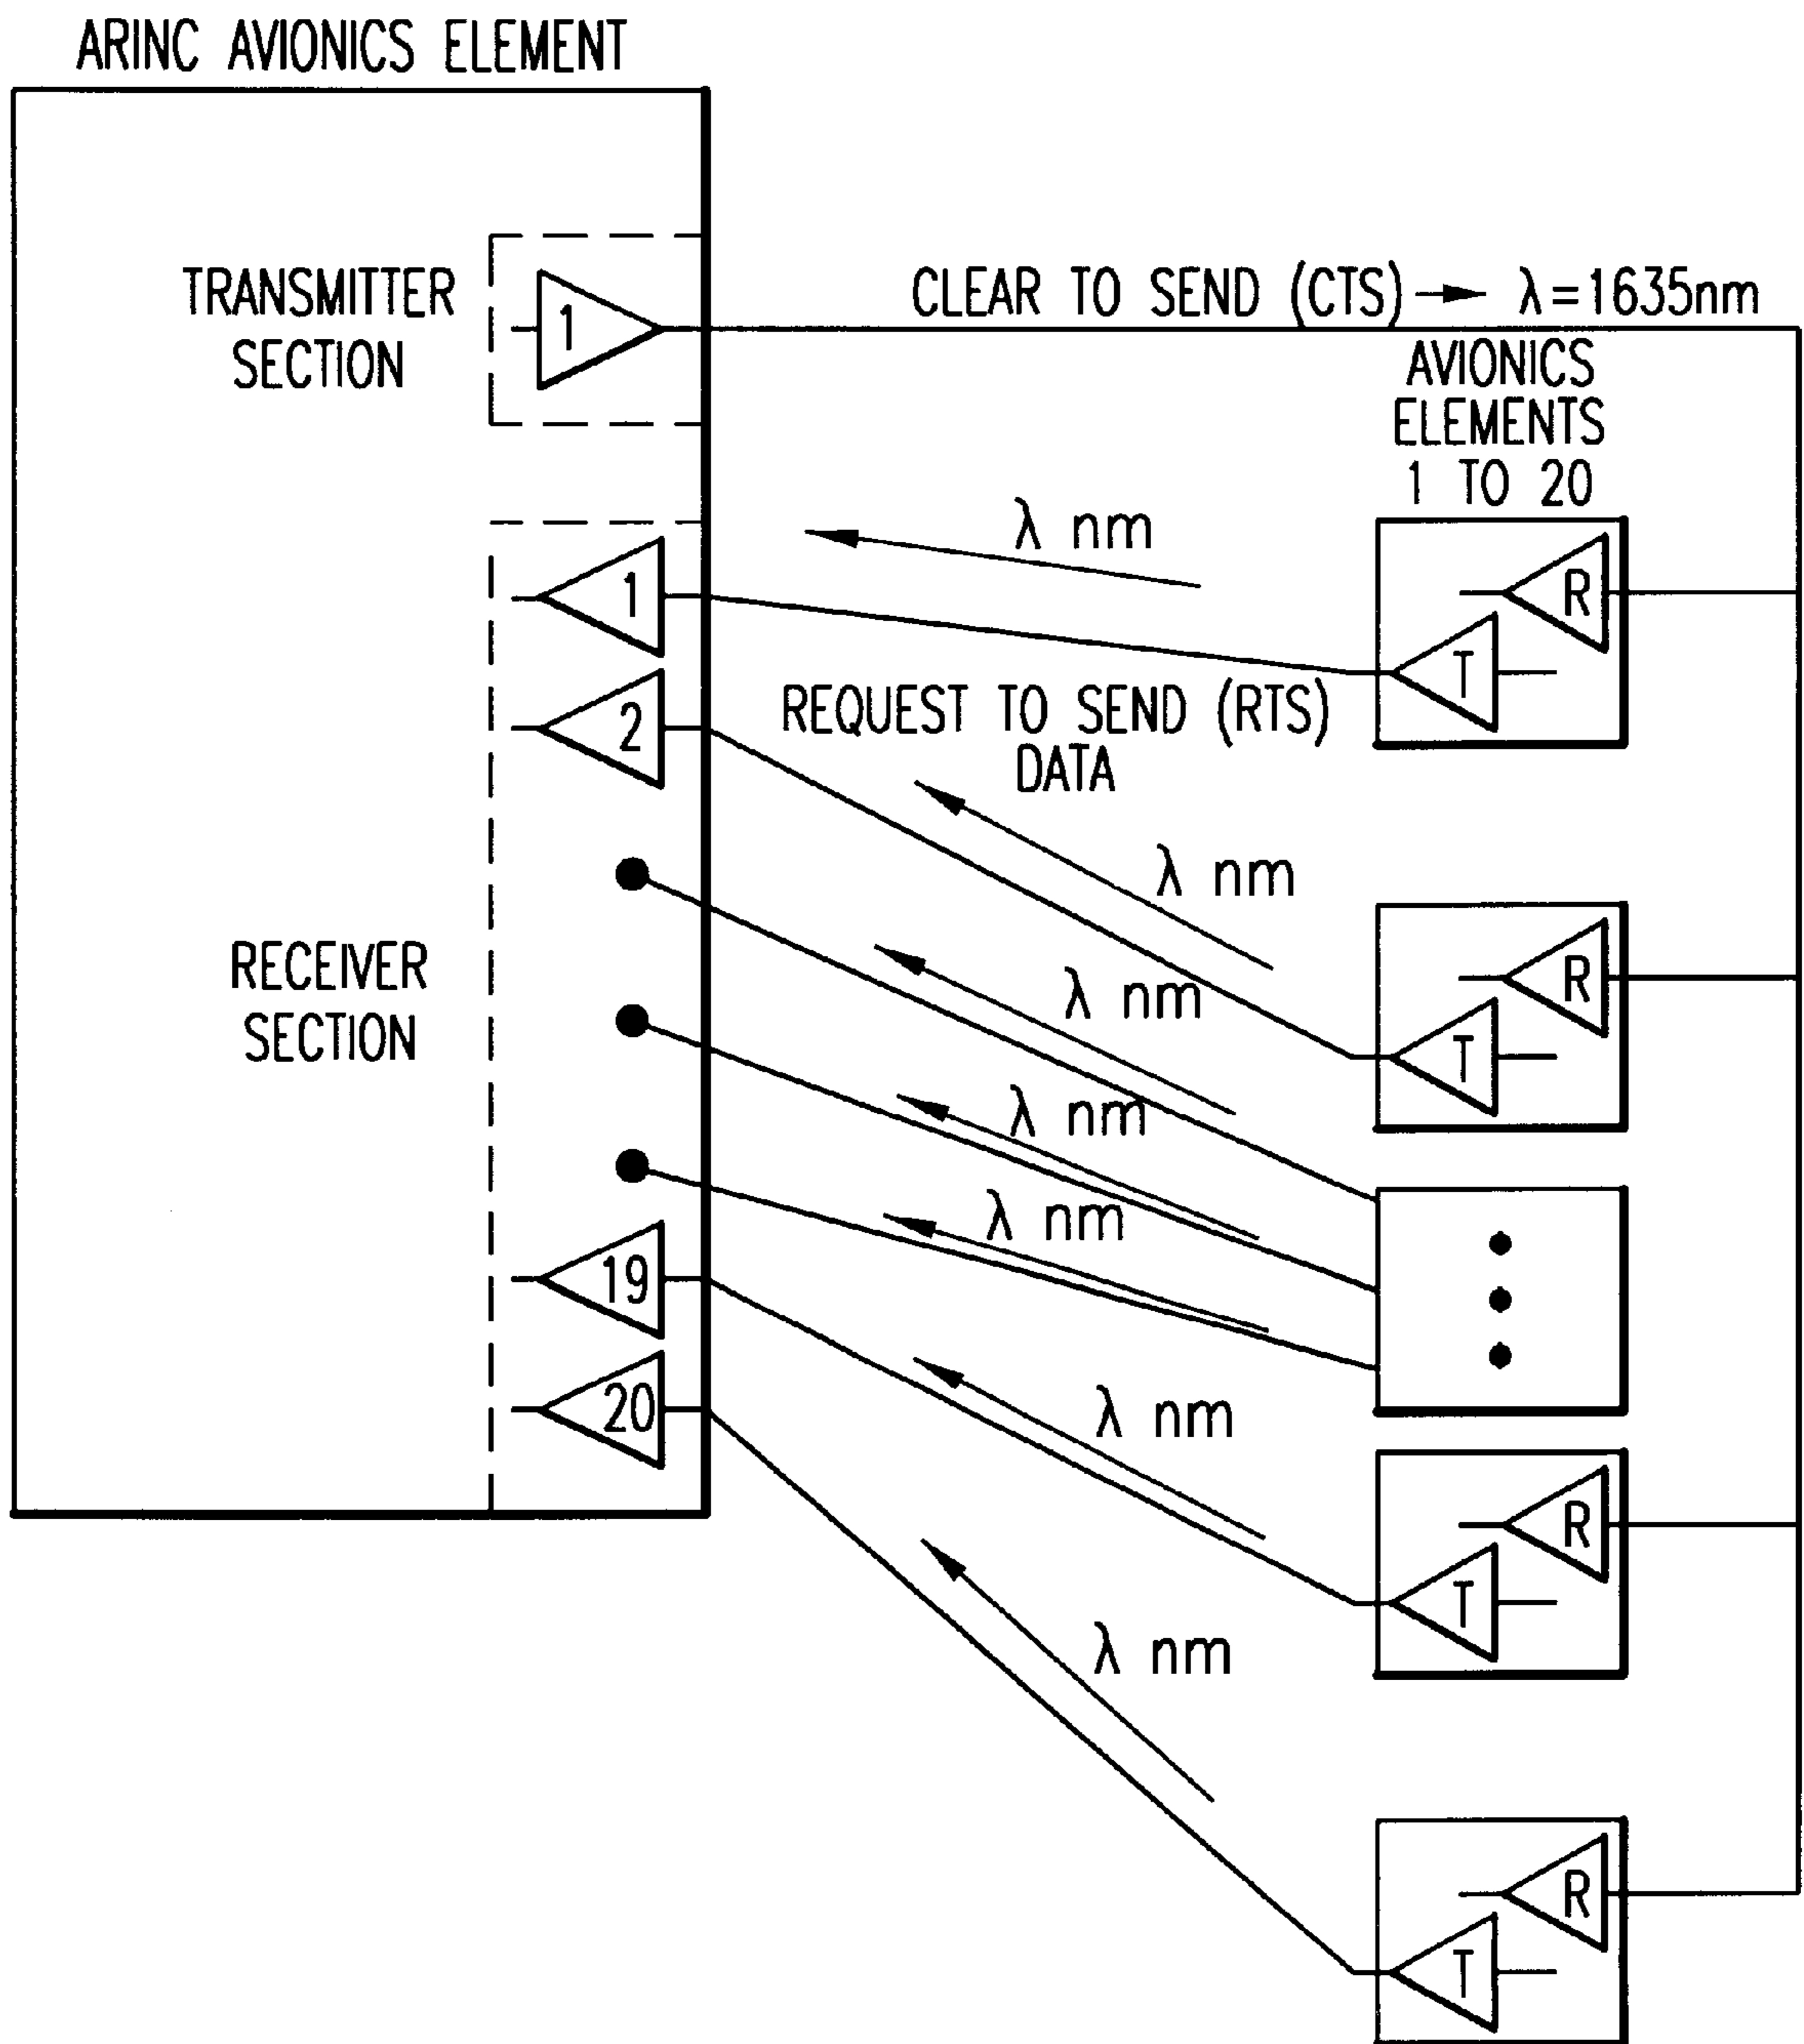 ARINC AVIONICS ELEMENT
TRANSMITTER
SECTION
1
CLEAR TO SEND (CTS) → λ=1635nm
AVIONICS
ELEMENTS
1 TO 20
λ nm
1
R
T
2
REQUEST TO SEND (RTS)
DATA
λ nm
RECEIVER
SECTION
R
T
λ nm
λ nm
λ nm
19
20
λ nm
R
T
λ nm
R
T